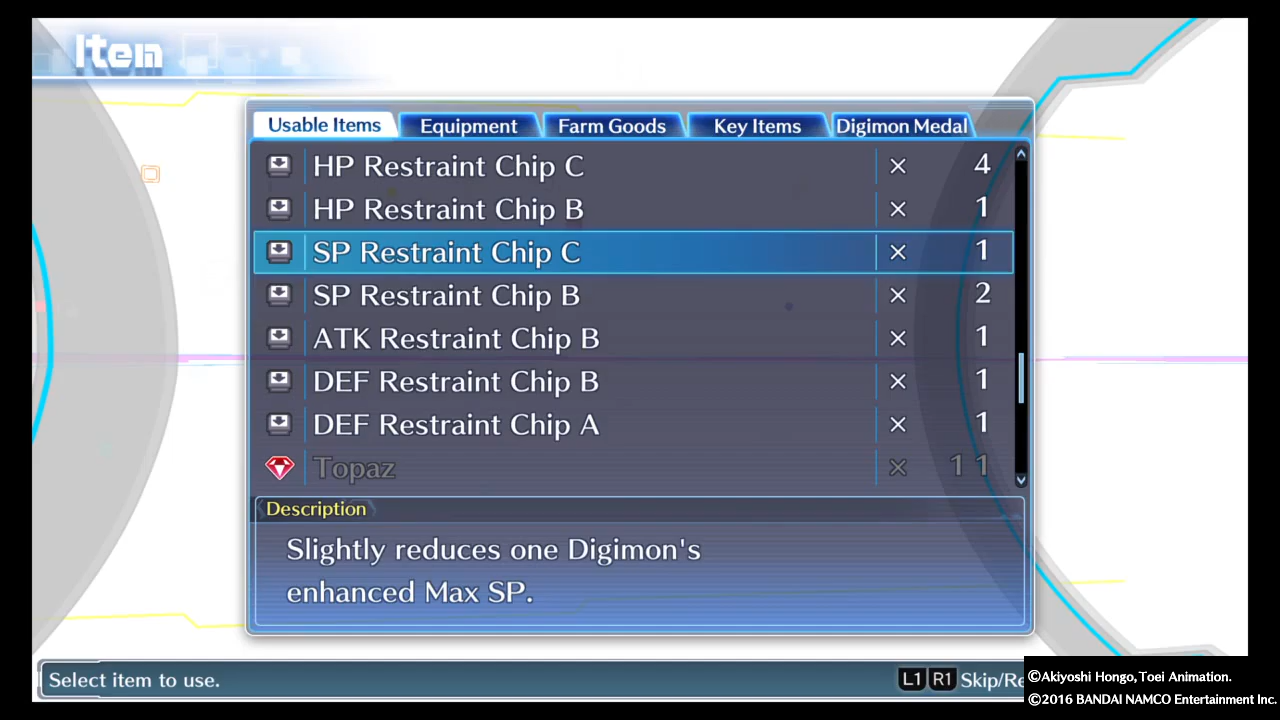 Item
Usable Items Equipment Farm Goods Key Items Digimon Medal
HP Restraint Chip C × 4
HP Restraint Chip B × 1
SP Restraint Chip C × 1
SP Restraint Chip B × 2
ATK Restraint Chip B × 1
DEF Restraint Chip B × 1
DEF Restraint Chip A × 1
Topaz × 11
Description
Slightly reduces one Digimon's
enhanced Max SP.
Select item to use. L1 R1 Skip/Re
©Akiyoshi Hongo, Toei Animation.
©2016 BANDAI NAMCO Entertainment Inc.